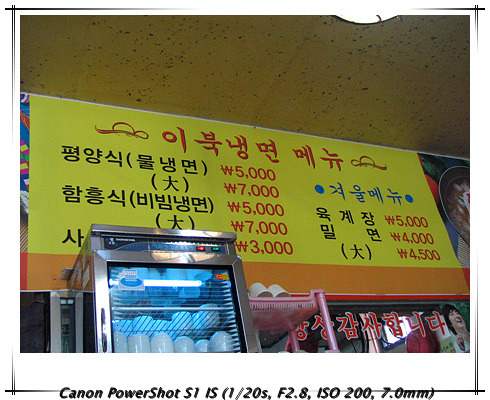 이북냉면 메뉴
평양식(물냉면) ₩5,000
(大) ₩7,000
함흥식(비빔냉면) ₩5,000
(大) ₩7,000
사 ₩3,000
●겨울메뉴●
육계장 ₩5,000
밀면 ₩4,000
(大) ₩4,500
상감사합니다
Canon PowerShot S1 IS (1/20s, F2.8, ISO 200, 7.0mm)